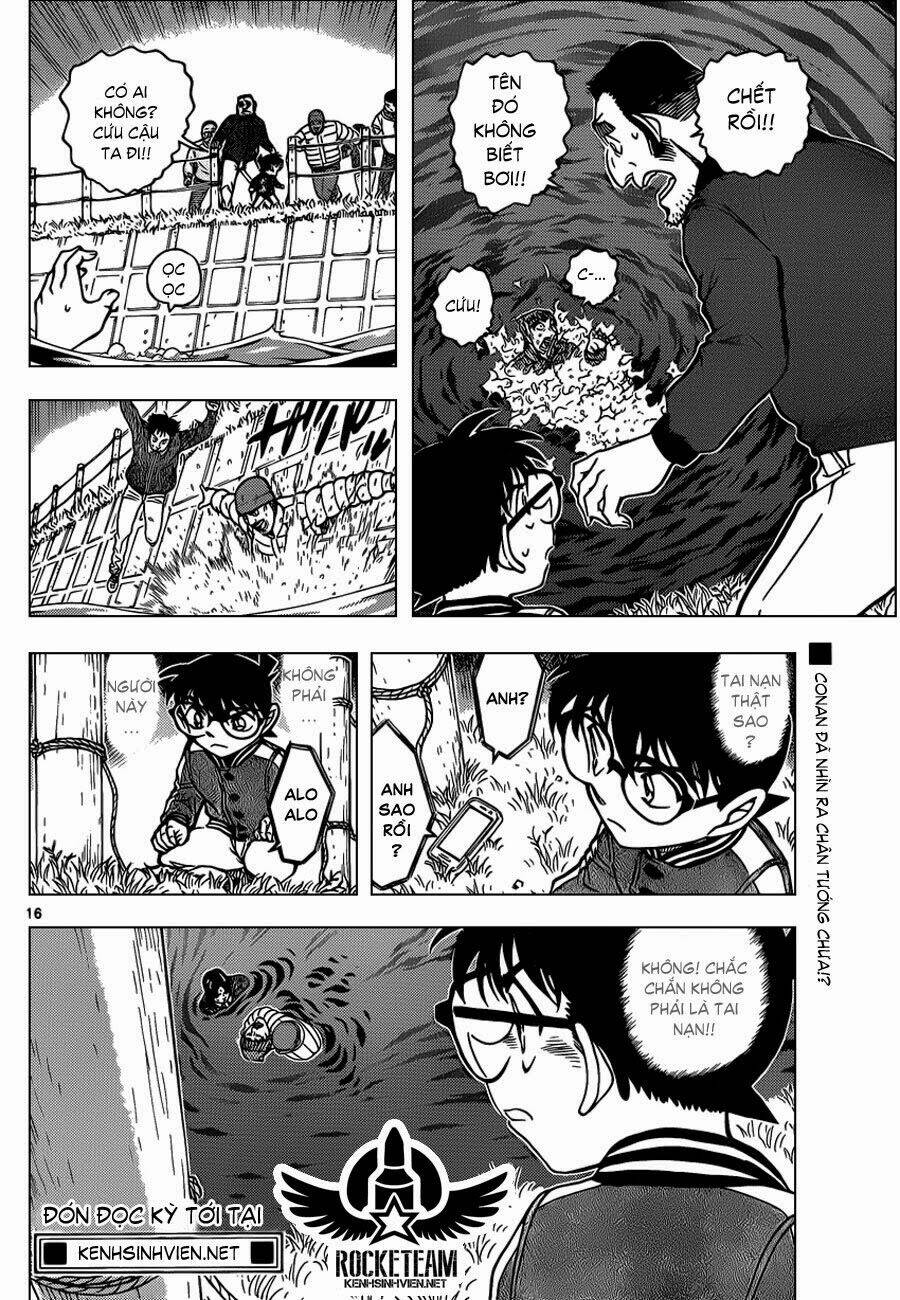 CHẾT
RỒI!!
TÊN
ĐÓ
KHÔNG
BIẾT
BƠI!!
C-...
CỨU!
CÓ AI
KHÔNG?
CỨU CẬU
TA ĐI!!
ỌC
ỌC
TAI NẠN
THẬT
SAO
?
ANH?
ANH
SAO RỒI
?
KHÔNG
PHẢI
...
NGƯỜI
NÀY
...
ALO
ALO
CONAN ĐÃ NHÌN RA CHÂN TƯỚNG CHƯA!?
16
KHÔNG! CHẮC
CHẮN KHÔNG
PHẢI LÀ TAI
NẠN!!
ĐÓN ĐỌC KỲ TỚI TẠI
KENHSINHVIEN.NET
ROCKETEAM
KENHSINHVIEN.NET